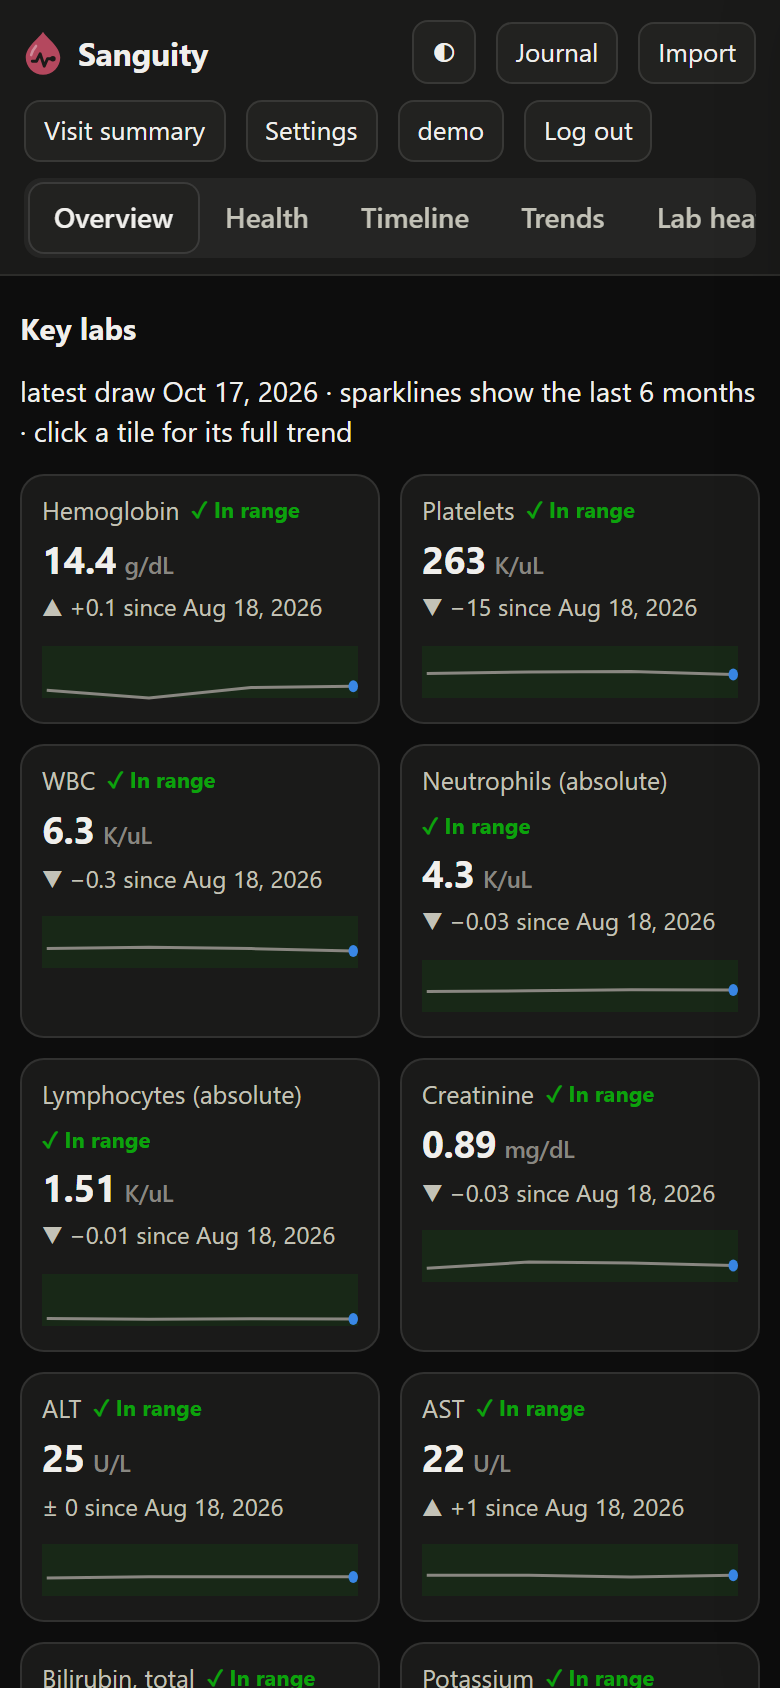 Sanguity
Journal
Import
Visit summary
Settings
demo
Log out
Overview
Health
Timeline
Trends
Lab hea
Key labs
latest draw Oct 17, 2026 · sparklines show the last 6 months
· click a tile for its full trend
Hemoglobin ✓ In range
14.4 g/dL
▲ +0.1 since Aug 18, 2026
Platelets ✓ In range
263 K/uL
▼ −15 since Aug 18, 2026
WBC ✓ In range
6.3 K/uL
▼ −0.3 since Aug 18, 2026
Neutrophils (absolute)
✓ In range
4.3 K/uL
▼ −0.03 since Aug 18, 2026
Lymphocytes (absolute)
✓ In range
1.51 K/uL
▼ −0.01 since Aug 18, 2026
Creatinine ✓ In range
0.89 mg/dL
▼ −0.03 since Aug 18, 2026
ALT ✓ In range
25 U/L
± 0 since Aug 18, 2026
AST ✓ In range
22 U/L
▲ +1 since Aug 18, 2026
Bilirubin, total ✓ In range
Potassium ✓ In range